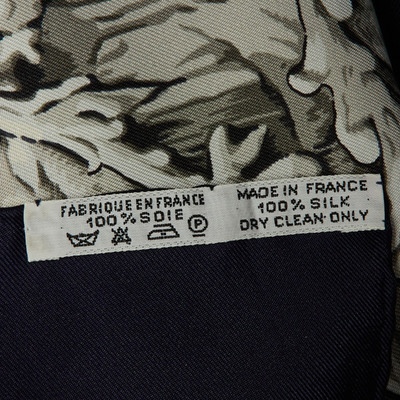 FABRIQUE EN FRANCE
100% SOIE
P
MADE IN FRANCE
100% SILK
DRY CLEAN ONLY